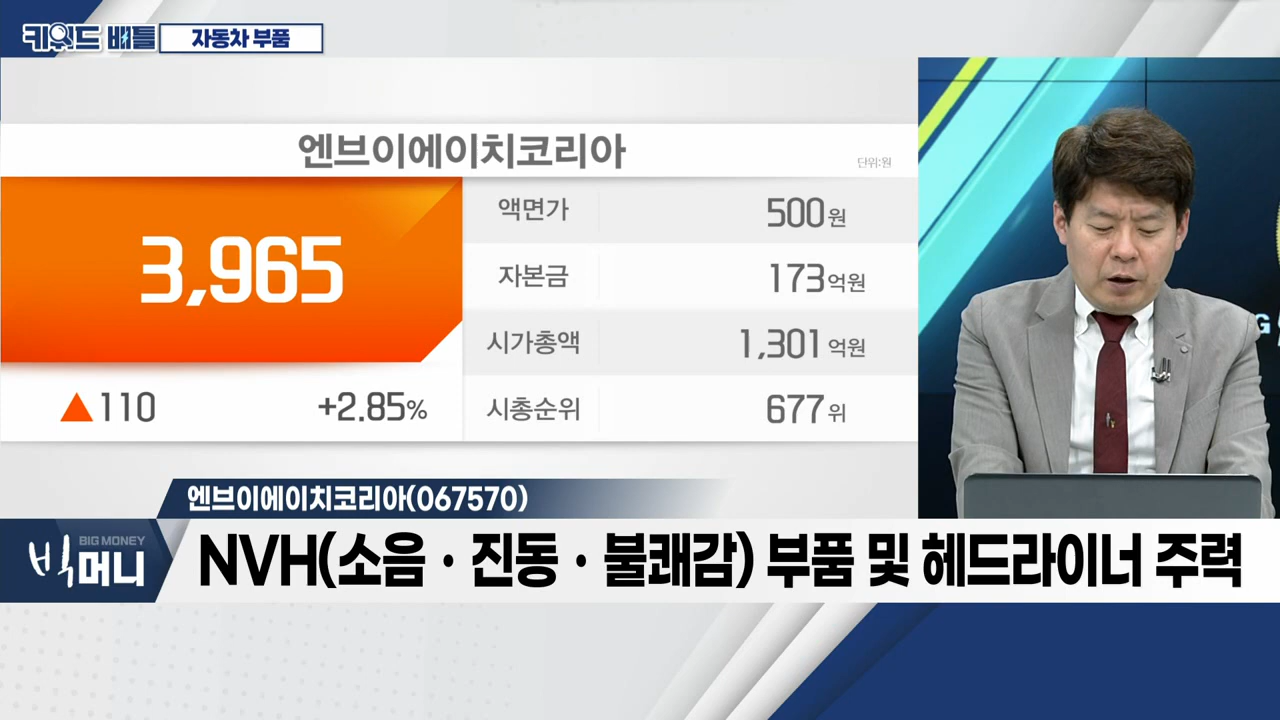 키워드 배틀 자동차 부품
엔브이에이치코리아
단위:원
3,965
▲110 +2.85%
액면가 500원
자본금 173억원
시가총액 1,301억원
시총순위 677위
엔브이에이치코리아(067570)
BIG MONEY
빅머니
NVH(소음·진동·불쾌감) 부품 및 헤드라이너 주력